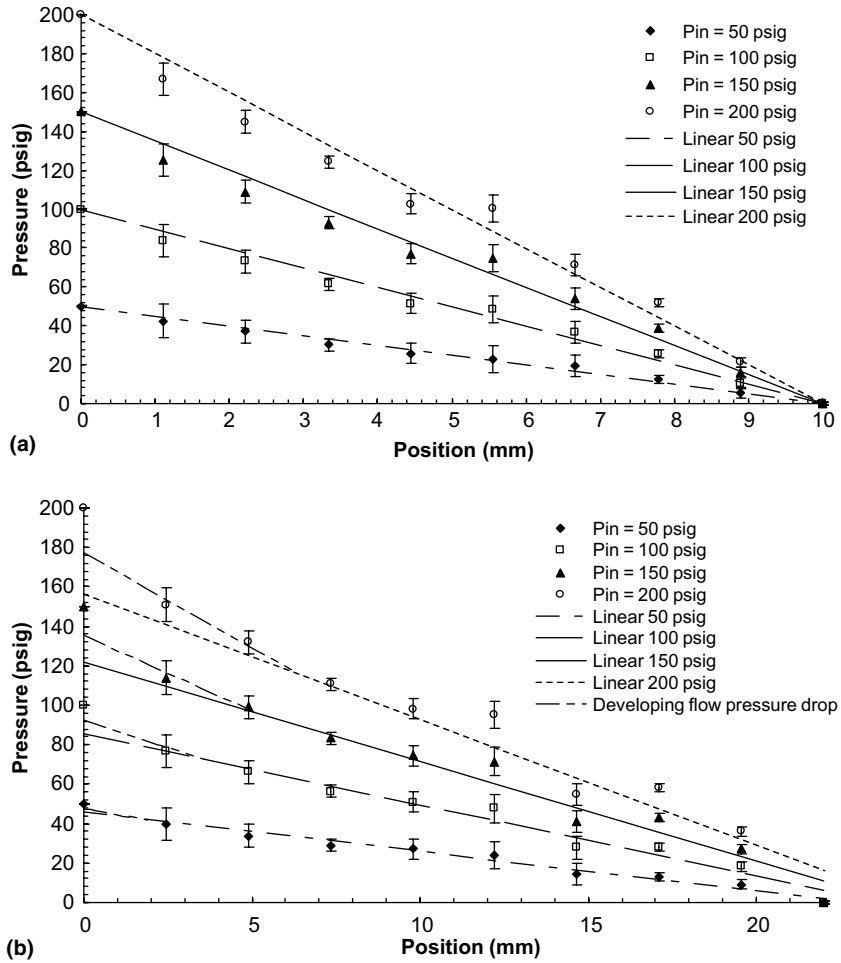 200
180
160
140
120
100
80
60
40
20
0
Pressure (psig)
0 1 2 3 4 5 6 7 8 9 10
Position (mm)
Pin = 50 psig
Pin = 100 psig
Pin = 150 psig
Pin = 200 psig
Linear 50 psig
Linear 100 psig
Linear 150 psig
Linear 200 psig
(a)
200
180
160
140
120
100
80
60
40
20
0
Pressure (psig)
0 5 10 15 20
Position (mm)
Pin = 50 psig
Pin = 100 psig
Pin = 150 psig
Pin = 200 psig
Linear 50 psig
Linear 100 psig
Linear 150 psig
Linear 200 psig
Developing flow pressure drop
(b)